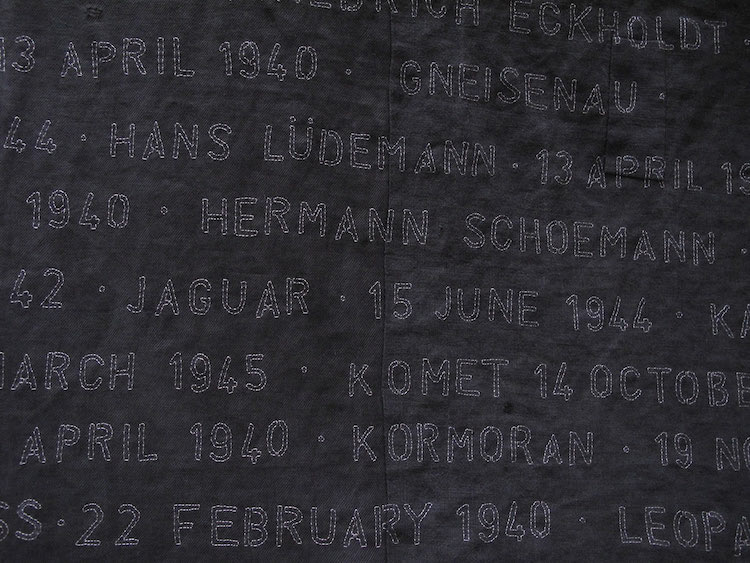 ECKHOLDT ·
13 APRIL 1940 · GNEISENAU ·
44 · HANS LÜDEMANN · 13 APRIL
1940 · HERMANN SCHOEMANN ·
42 · JAGUAR · 15 JUNE 1944 ·
MARCH 1945 · KOMET 14 OCTOBE
APRIL 1940 · KORMORAN · 19
22 FEBRUARY 1940 · LEOPA